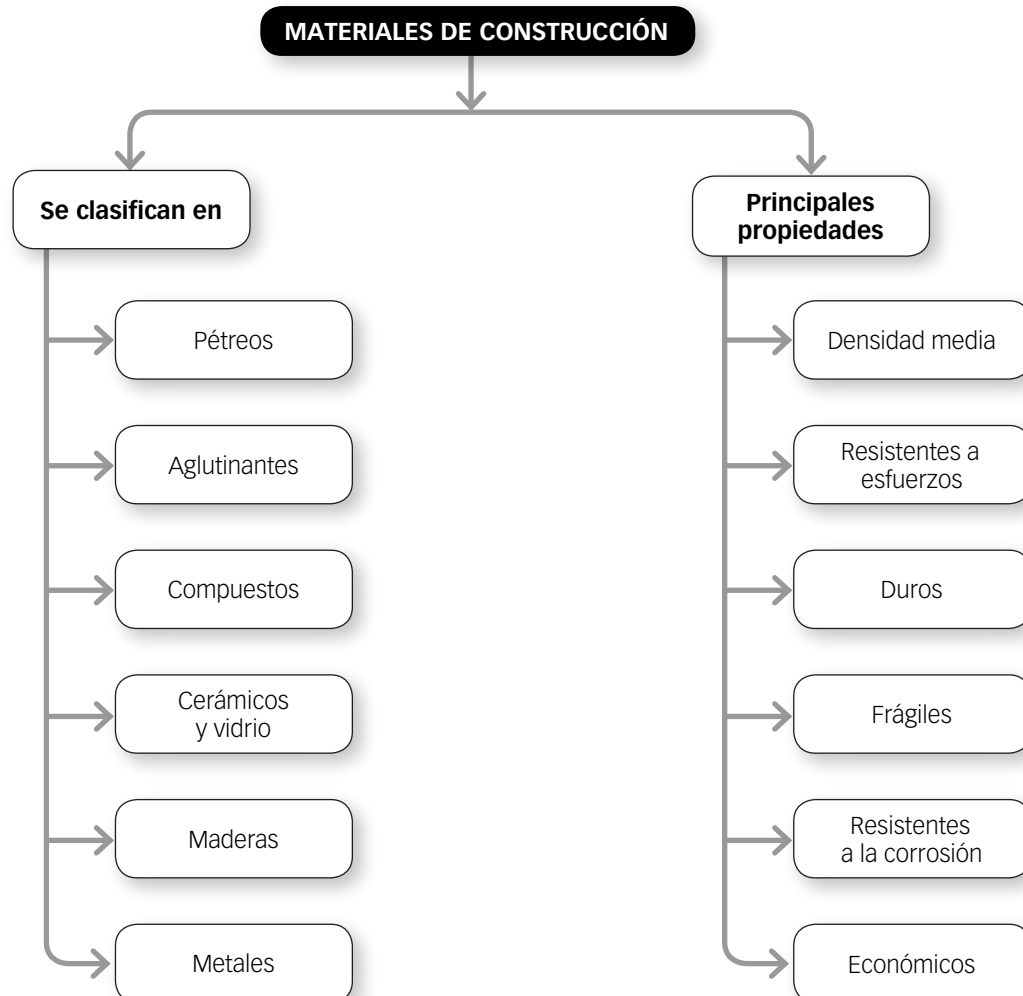 MATERIALES DE CONSTRUCCIÓN
Se clasifican en
Pétreos
Aglutinantes
Compuestos
Cerámicos
y vidrio
Maderas
Metales
Principales
propiedades
Densidad media
Resistentes a
esfuerzos
Duros
Frágiles
Resistentes
a la corrosión
Económicos